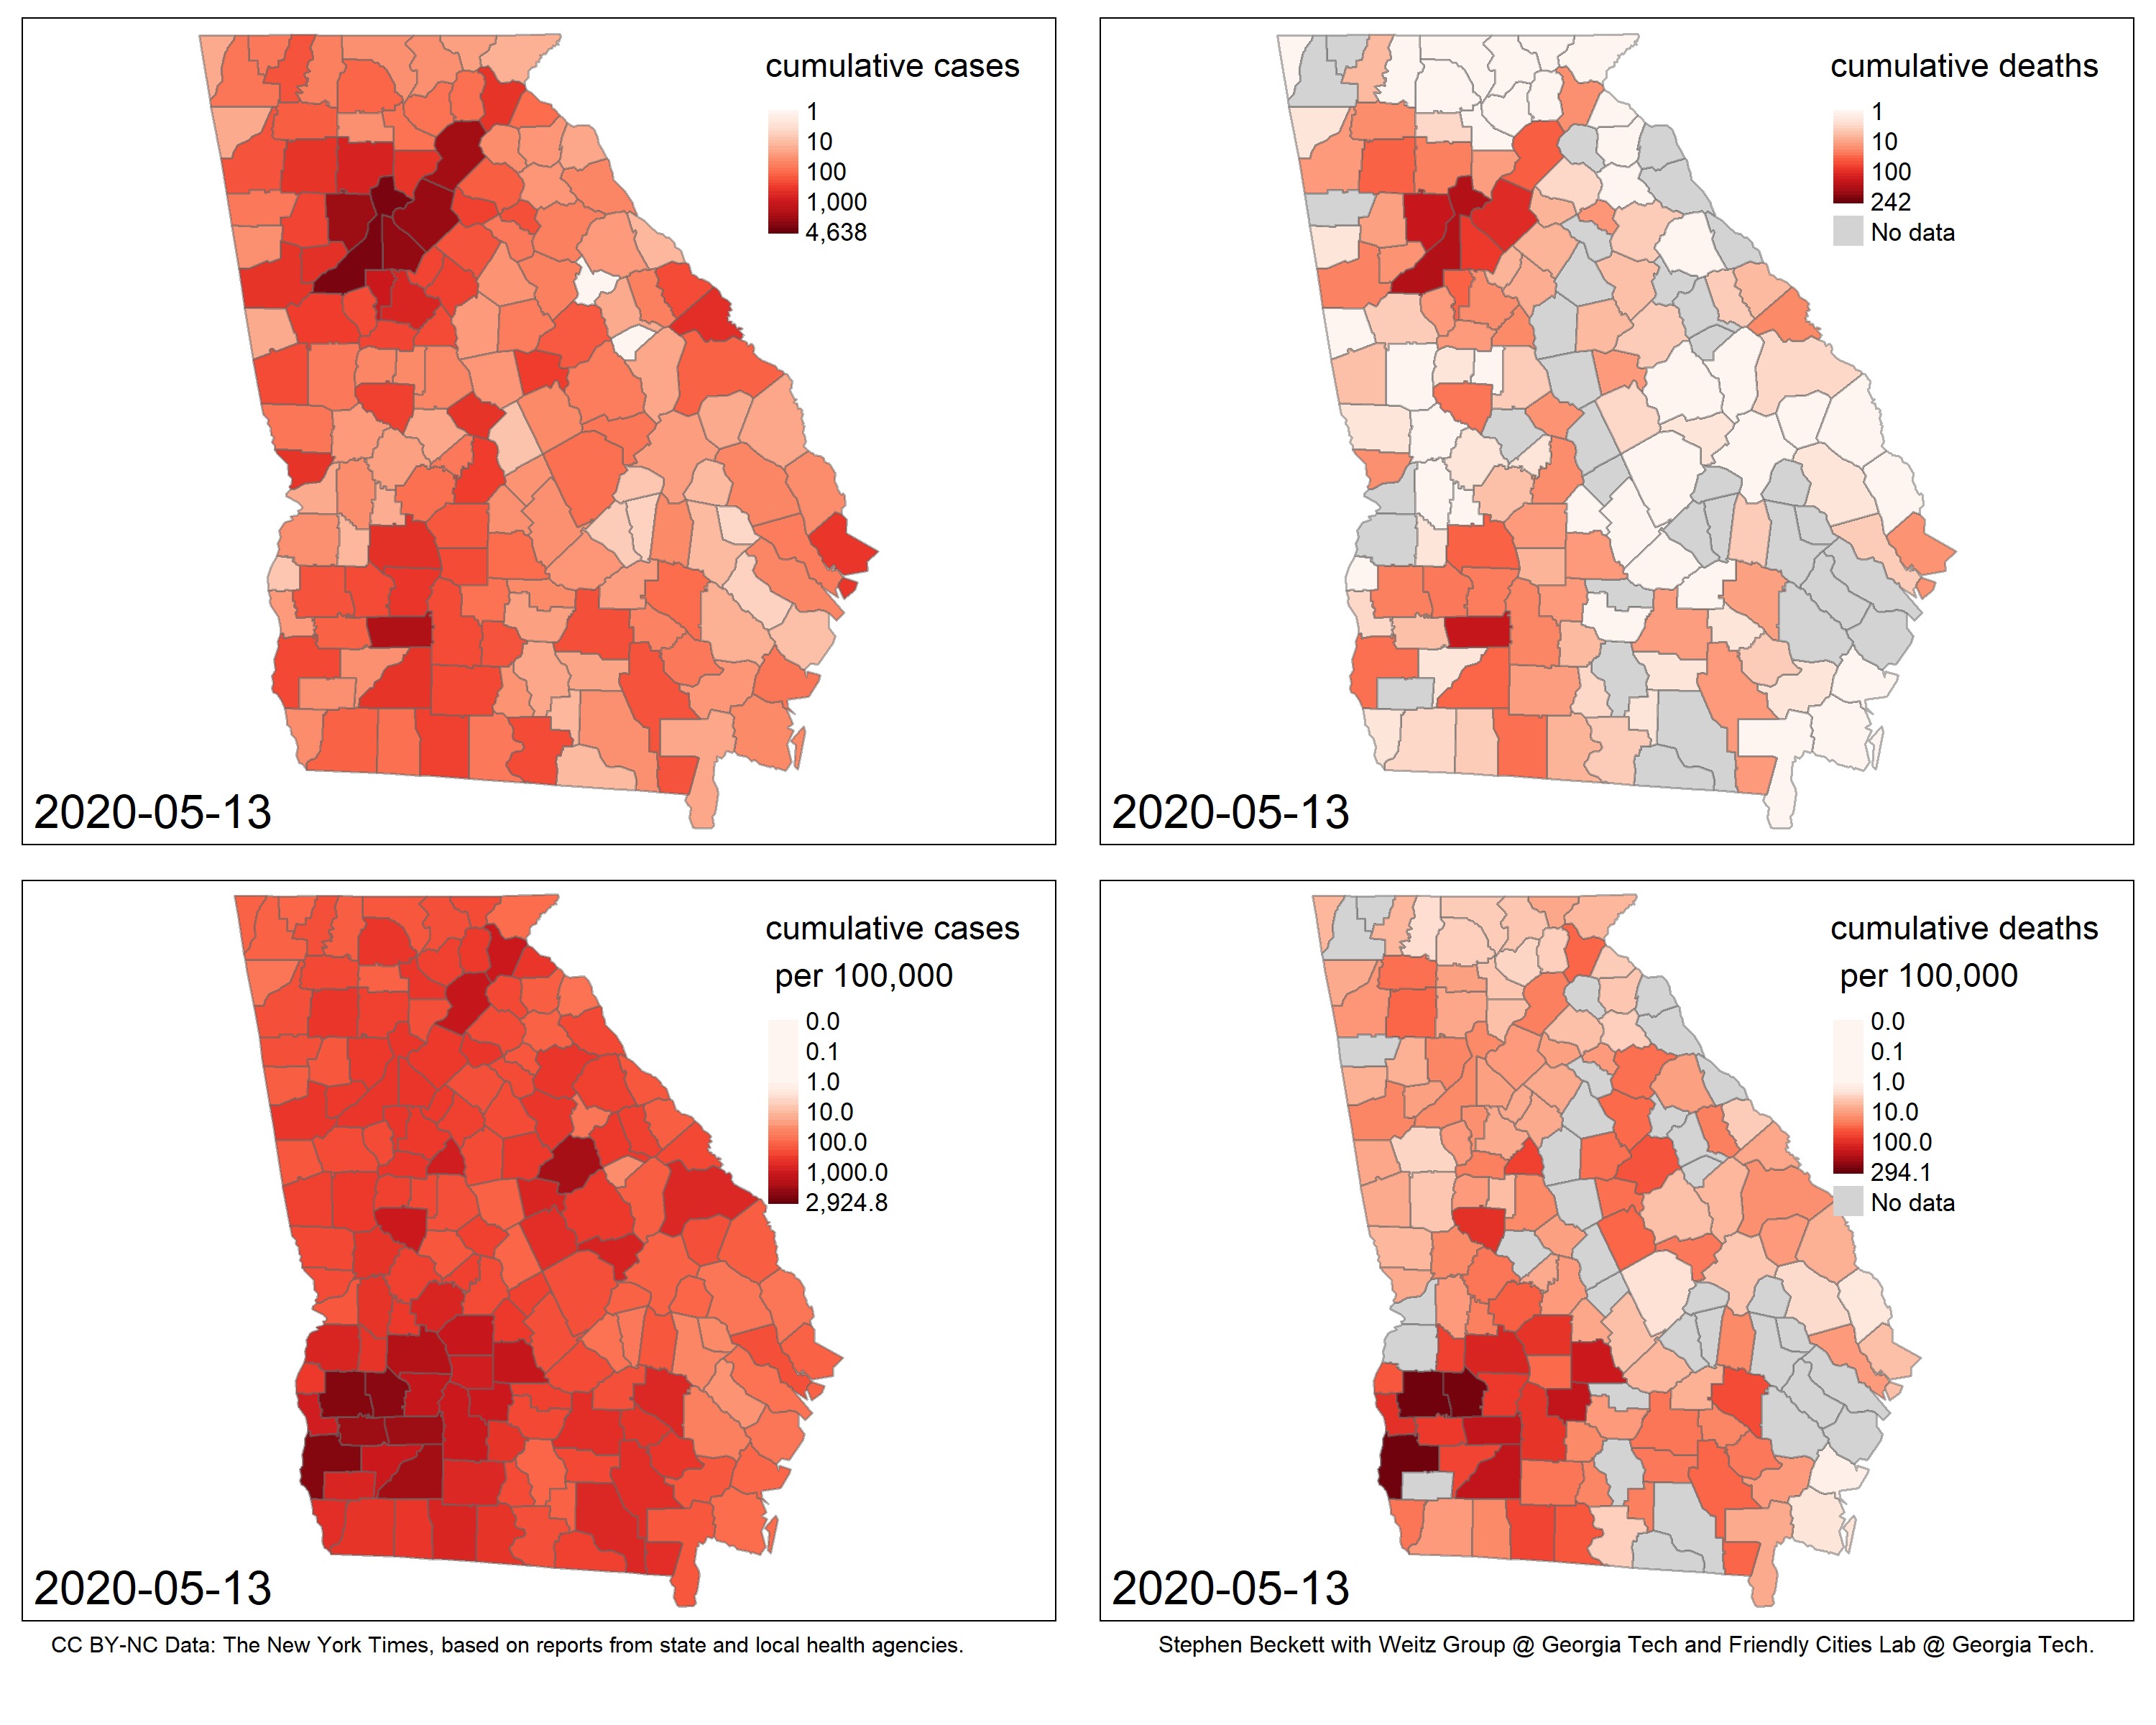 cumulative cases
1
10
100
1,000
4,638
2020-05-13
cumulative deaths
1
10
100
242
No data
2020-05-13
cumulative cases
per 100,000
0.0
0.1
1.0
10.0
100.0
1,000.0
2,924.8
2020-05-13
cumulative deaths
per 100,000
0.0
0.1
1.0
10.0
100.0
294.1
No data
2020-05-13
CC BY-NC Data: The New York Times, based on reports from state and local health agencies.
Stephen Beckett with Weitz Group @ Georgia Tech and Friendly Cities Lab @ Georgia Tech.